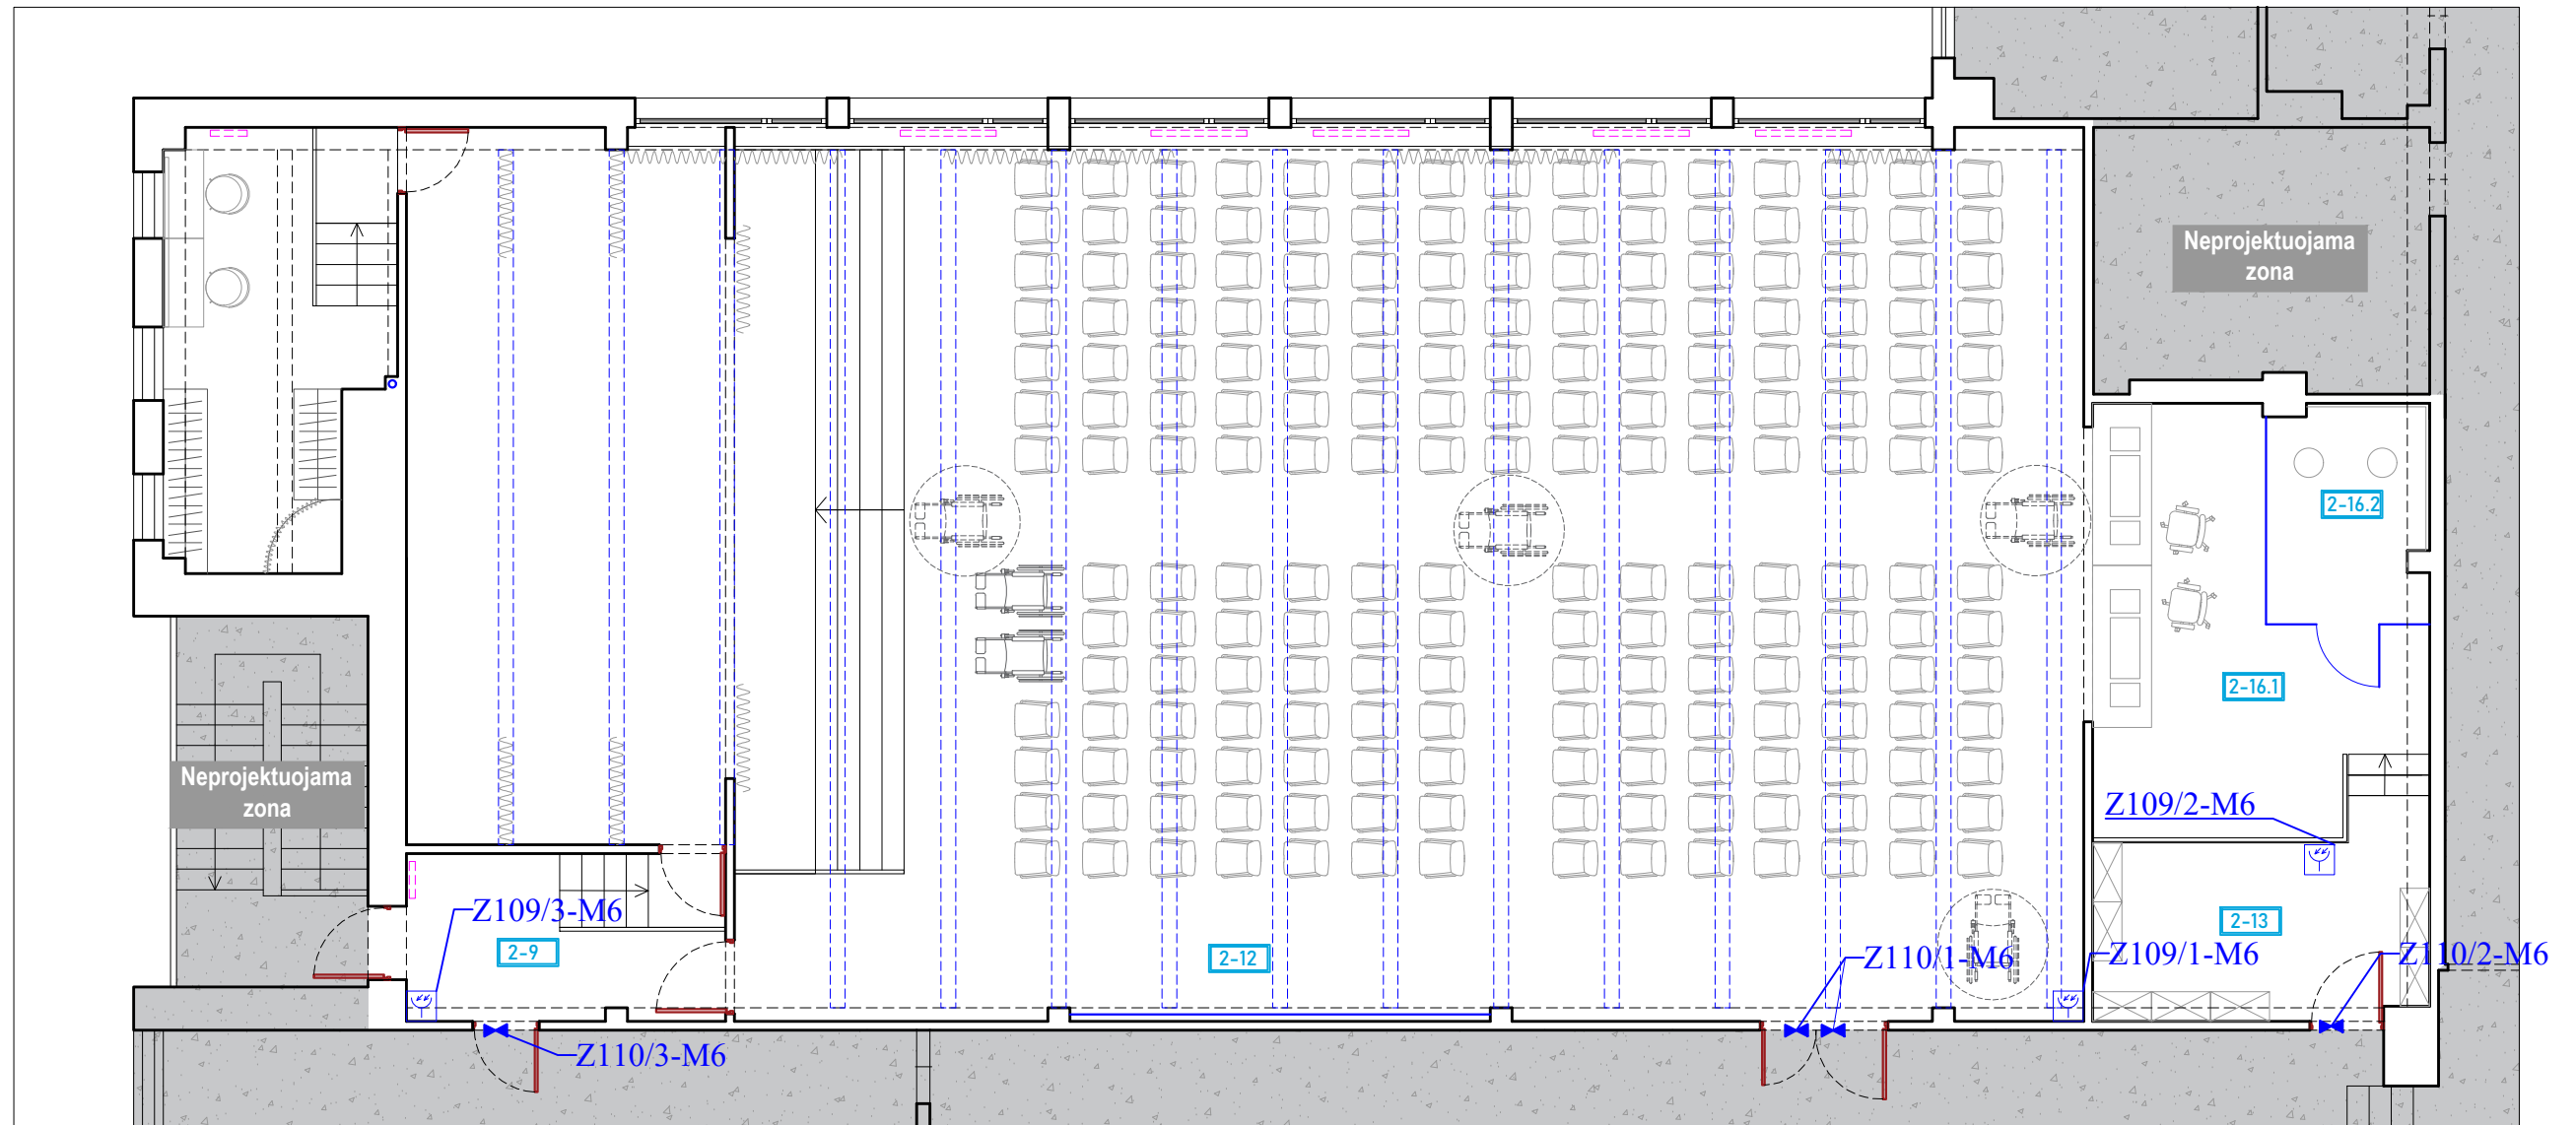 Neprojektuojama
zona
2-16.2
2-16.1
Neprojektuojama
zona
Z109/2-M6
Z109/3-M6
2-9
2-12
2-13
Z110/1-M6
Z109/1-M6
Z110/2-M6
Z110/3-M6